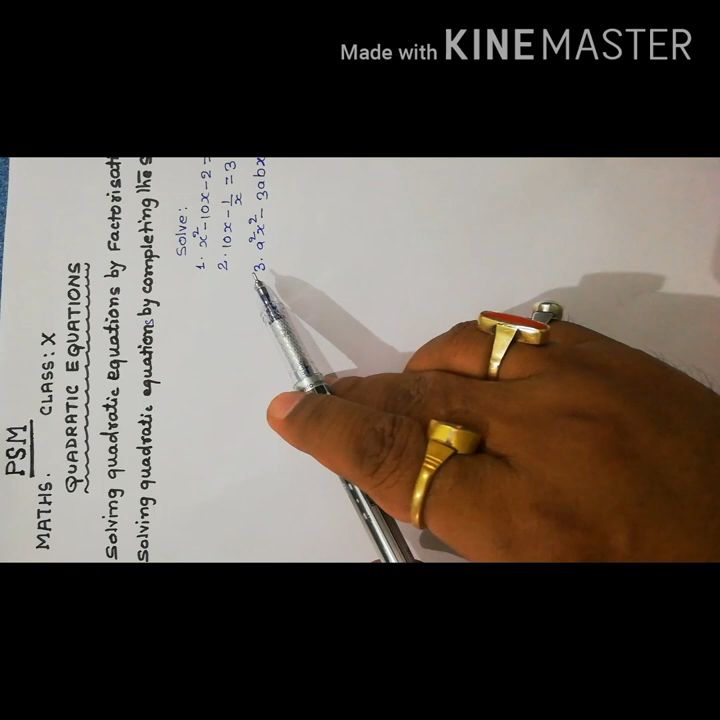 Made with KINEMASTER
PSM
MATHS. CLASS: X
QUADRATIC EQUATIONS
Solving quadratic Equations by Factorisat
Solving quadratic equations by completing the s
Solve:
1. x² - 10x - 2 =
2. 10x - 1/x = 3
3. a²x² - 3abx